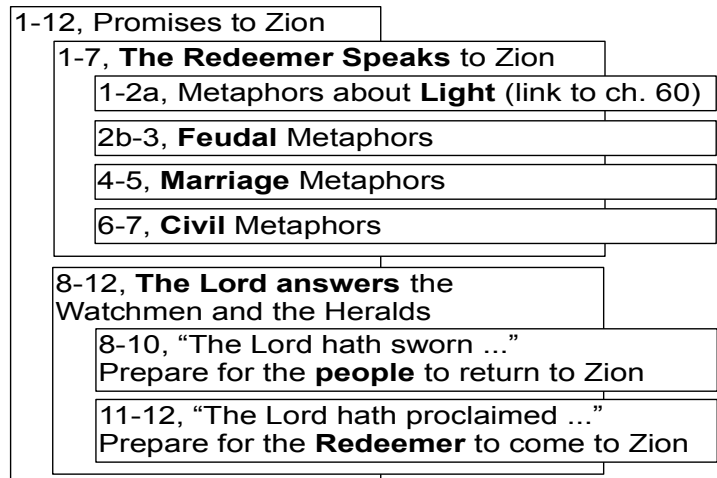 1-12, Promises to Zion
1-7, The Redeemer Speaks to Zion
1-2a, Metaphors about Light (link to ch. 60)
2b-3, Feudal Metaphors
4-5, Marriage Metaphors
6-7, Civil Metaphors
8-12, The Lord answers the
Watchmen and the Heralds
8-10, “The Lord hath sworn ...”
Prepare for the people to return to Zion
11-12, “The Lord hath proclaimed ...”
Prepare for the Redeemer to come to Zion